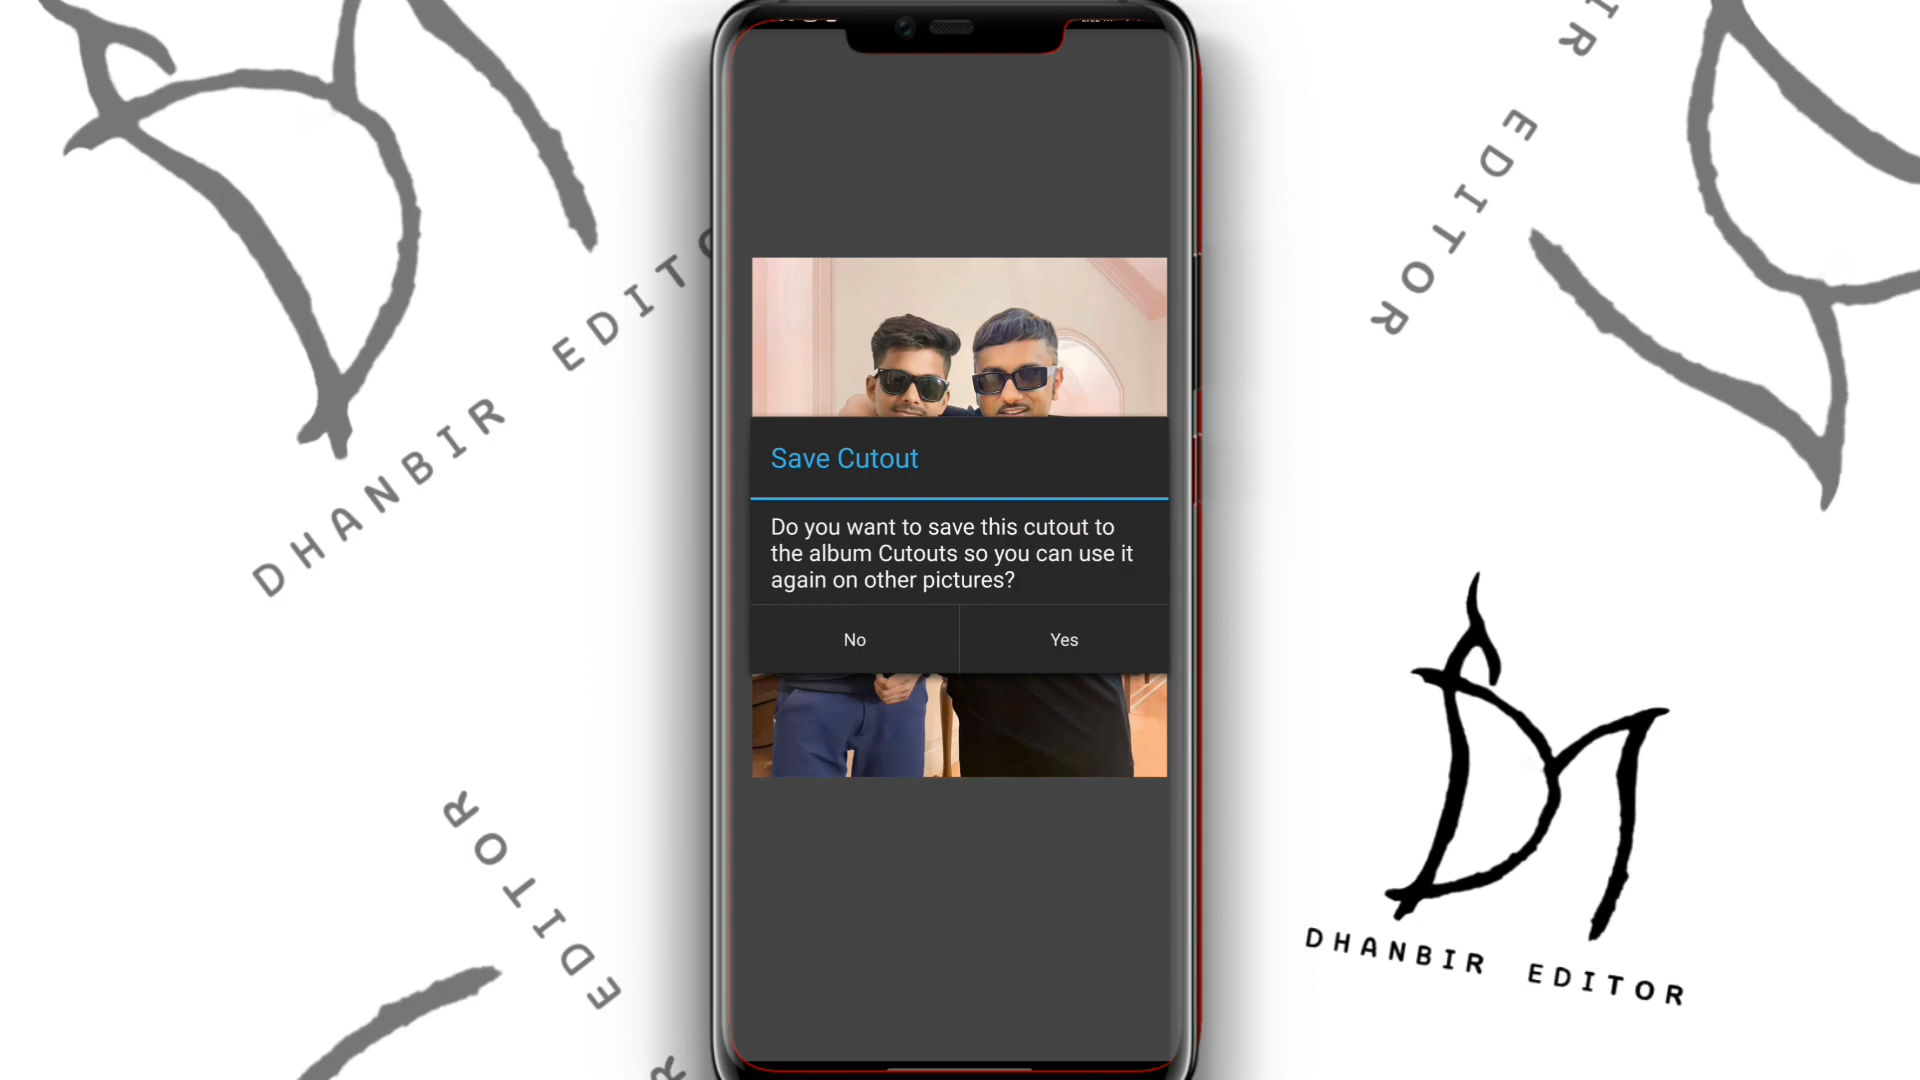 EDITOR
DHANBIR EDITO
Save Cutout
Do you want to save this cutout to
the album Cutouts so you can use it
again on other pictures?
No
Yes
EDITOR
DHANBIR EDITOR